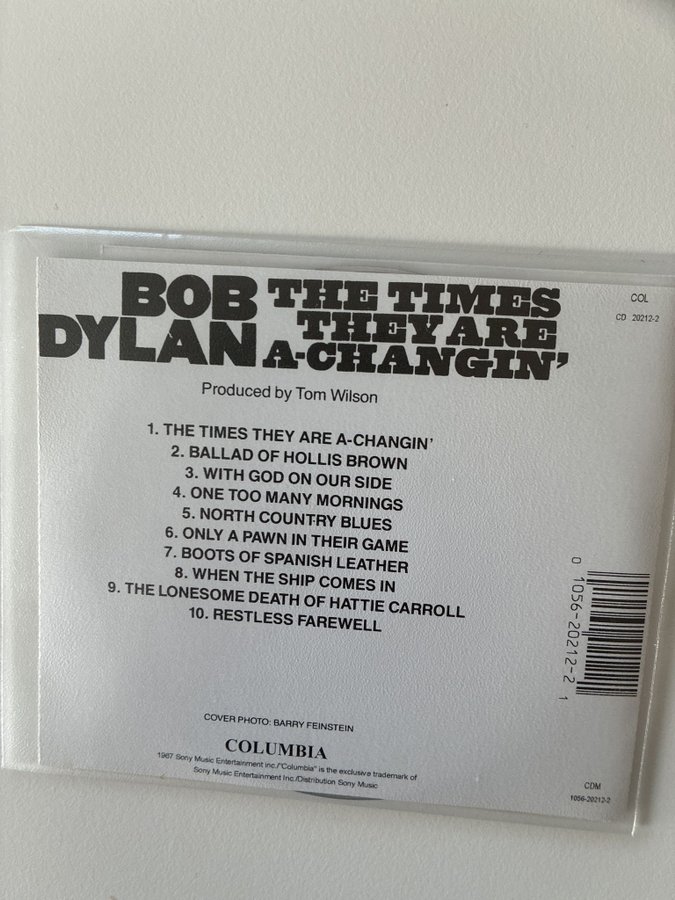 BOB DYLAN
THE TIMES
THEY ARE
A-CHANGIN'
COL
CD 20212-2
Produced by Tom Wilson
1. THE TIMES THEY ARE A-CHANGIN'
2. BALLAD OF HOLLIS BROWN
3. WITH GOD ON OUR SIDE
4. ONE TOO MANY MORNINGS
5. NORTH COUNTRY BLUES
6. ONLY A PAWN IN THEIR GAME
7. BOOTS OF SPANISH LEATHER
8. WHEN THE SHIP COMES IN
9. THE LONESOME DEATH OF HATTIE CARROLL
10. RESTLESS FAREWELL
0 1056-20212-2 1
COVER PHOTO: BARRY FEINSTEIN
COLUMBIA
1967 Sony Music Entertainment Inc./"Columbia" is the exclusive trademark of
Sony Music Entertainment Inc./Distribution Sony Music
CDM
1056-20212-2